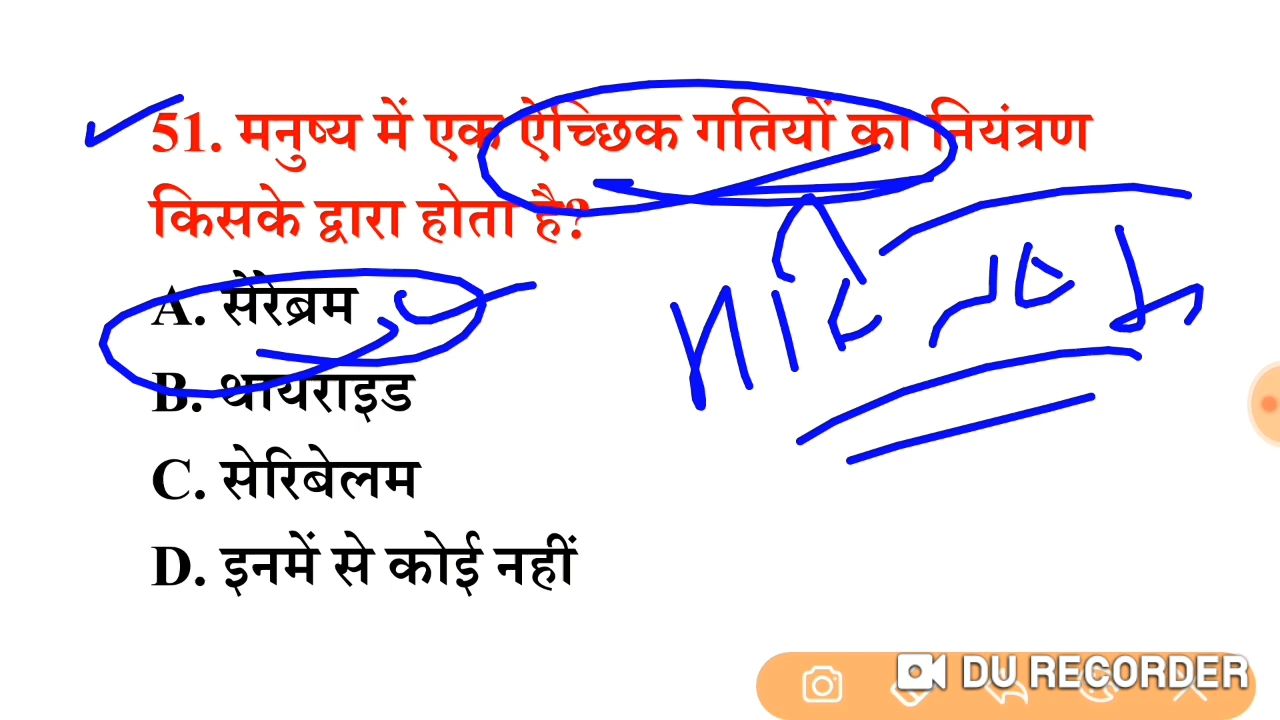 51. मनुष्य में एक ऐच्छिक गतियों का नियंत्रण
किसके द्वारा होता है?
A. सेरेब्रम
B. थायराइड
C. सेरिबेलम
D. इनमें से कोई नहीं
DU RECORDER